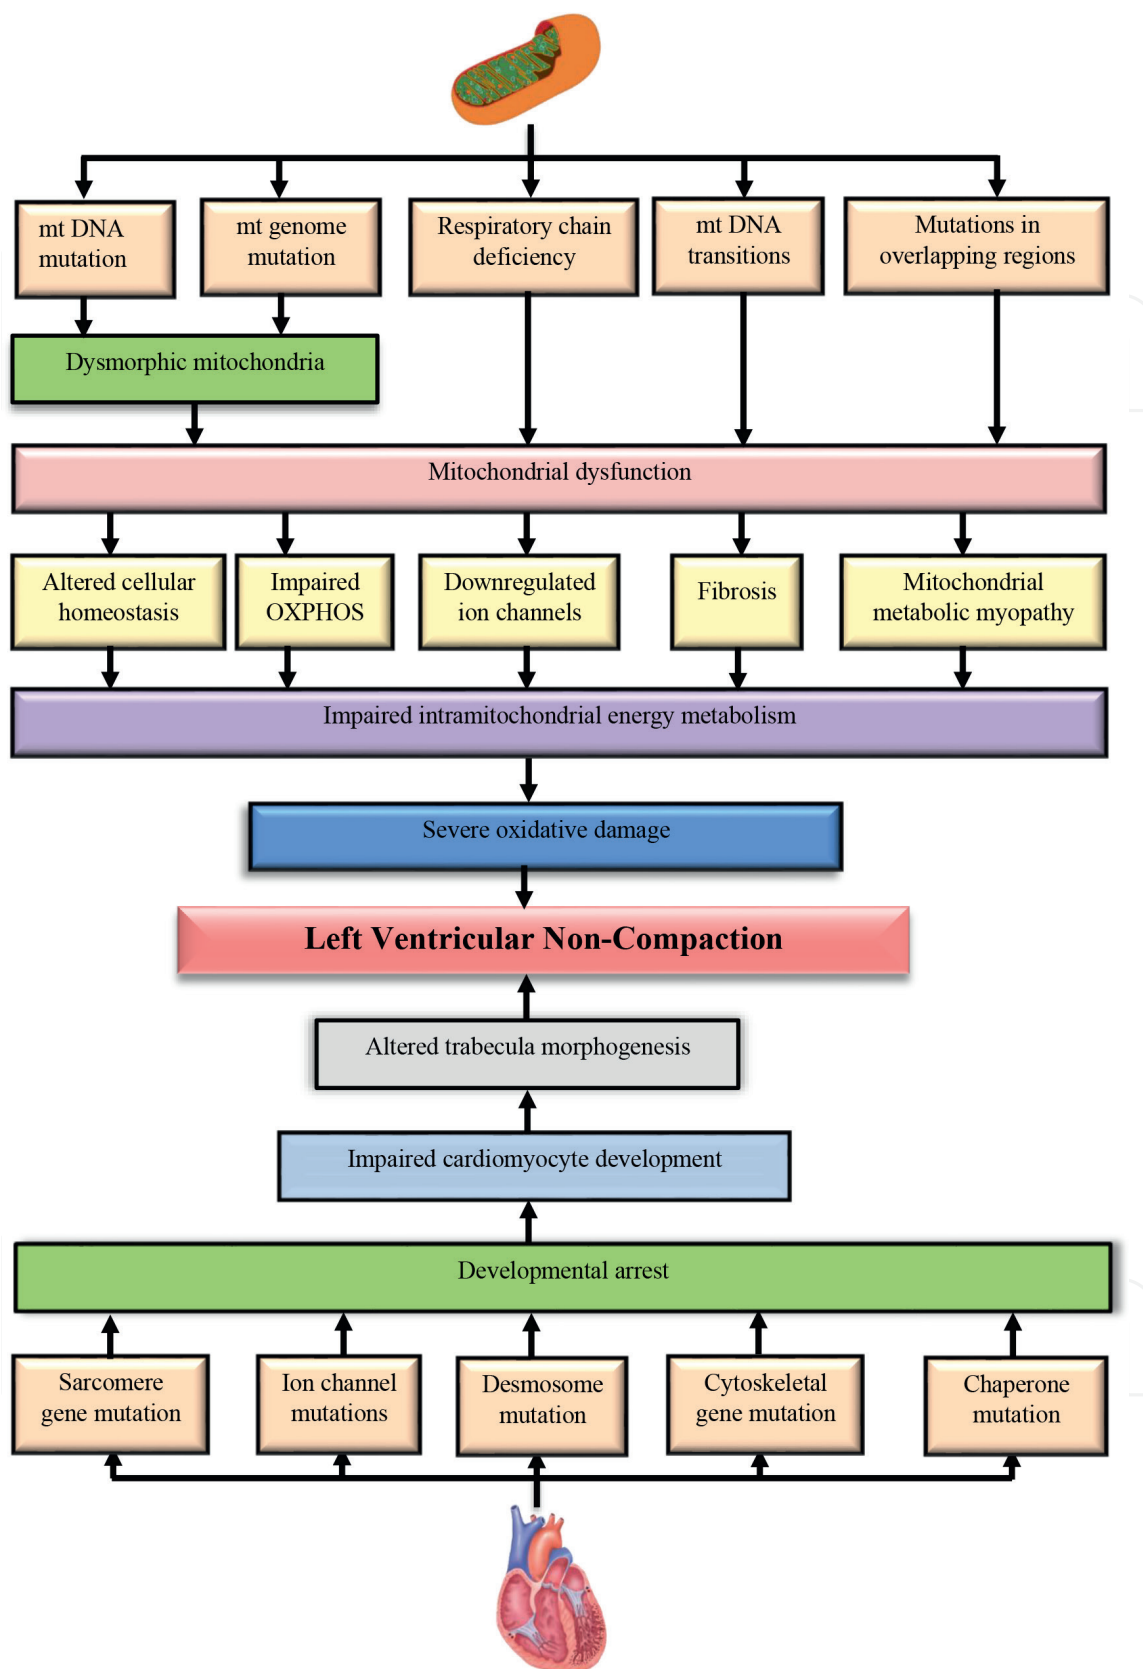 mt DNA
mutation
mt genome
mutation
Respiratory chain
deficiency
mt DNA
transitions
Mutations in
overlapping regions
Dysmorphic mitochondria
Mitochondrial dysfunction
Altered cellular
homeostasis
Impaired
OXPHOS
Downregulated
ion channels
Fibrosis
Mitochondrial
metabolic myopathy
Impaired intramitochondrial energy metabolism
Severe oxidative damage
Left Ventricular Non-Compaction
Altered trabecula morphogenesis
Impaired cardiomyocyte development
Developmental arrest
Sarcomere
gene mutation
Ion channel
mutations
Desmosome
mutation
Cytoskeletal
gene mutation
Chaperone
mutation